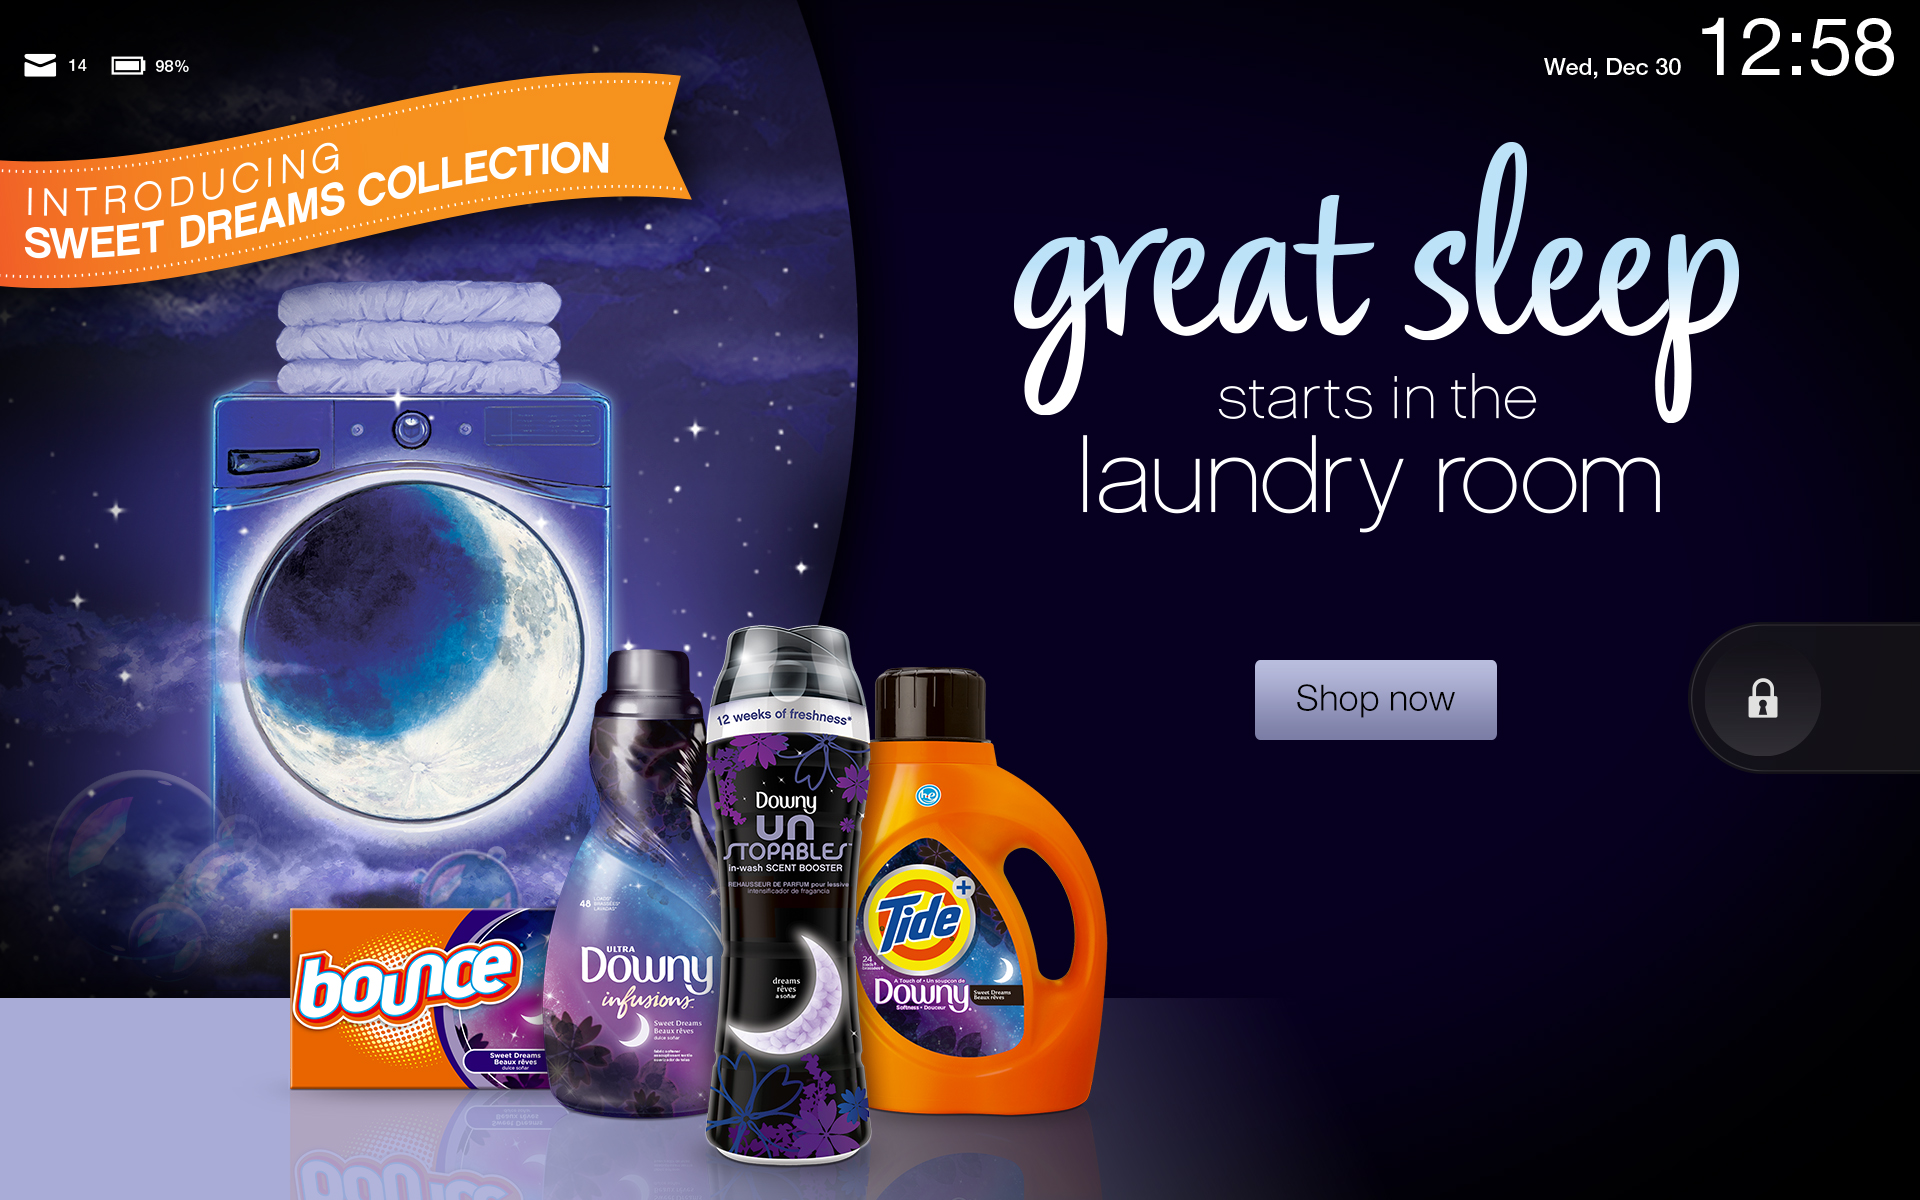 14
98%
Wed, Dec 30
12:58
INTRODUCING
SWEET DREAMS COLLECTION
great sleep
starts in the
laundry room
Shop now
bounce
Sweet Dreams
Beaux rêves
dulce soñar
48
ULTRA
Downy
infusions
Sweet Dreams
Beaux rêves
dulce soñar
12 weeks of freshness*
Downy
UN
STOPABLES
in-wash SCENT BOOSTER
REHAUSSEUR DE PARFUM pour lessive
intensificador de fragancia
dreams
rêves
a soñar
he
Tide
+
24
A Touch of • Un soupçon de
Downy
Softness • Douceur
Sweet Dreams
Beaux rêves